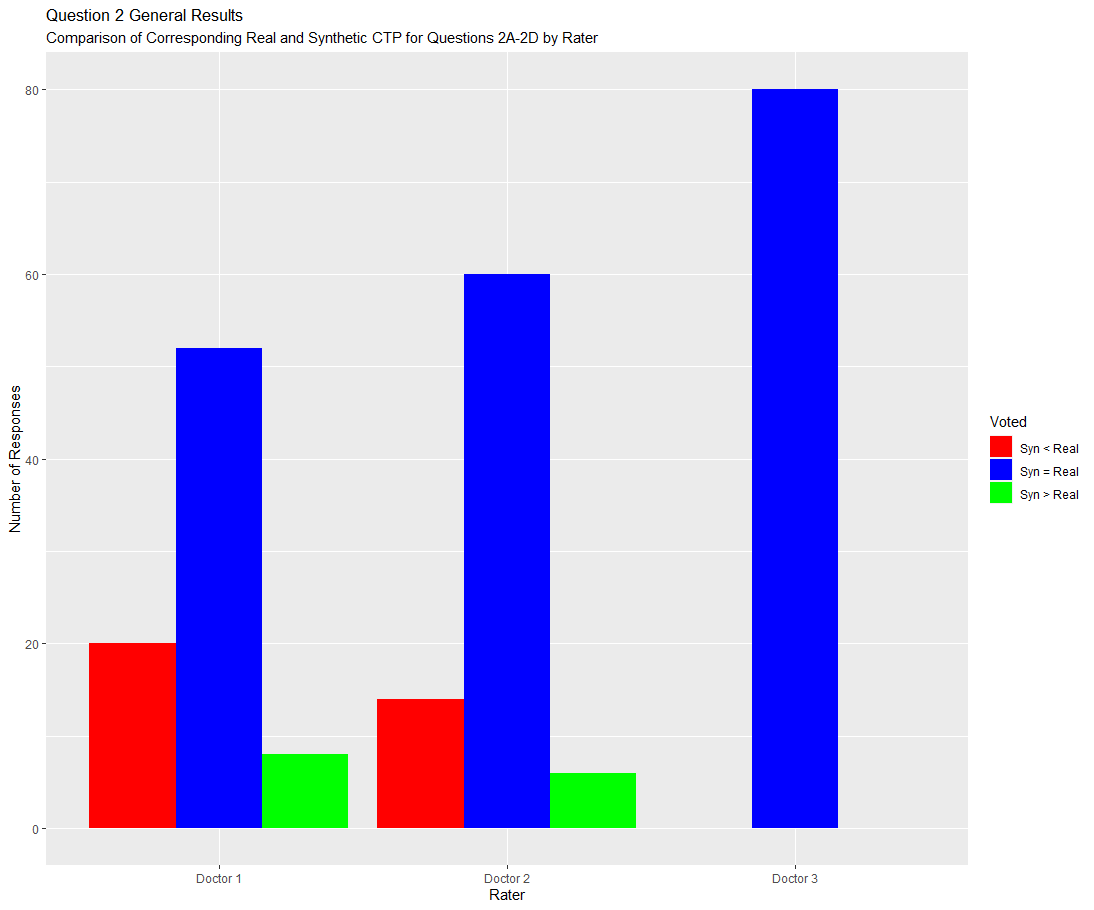 Question 2 General Results
Comparison of Corresponding Real and Synthetic CTP for Questions 2A-2D by Rater
80
60
40
20
0
Number of Responses
Doctor 1
Doctor 2
Doctor 3
Rater
Voted
Syn < Real
Syn = Real
Syn > Real